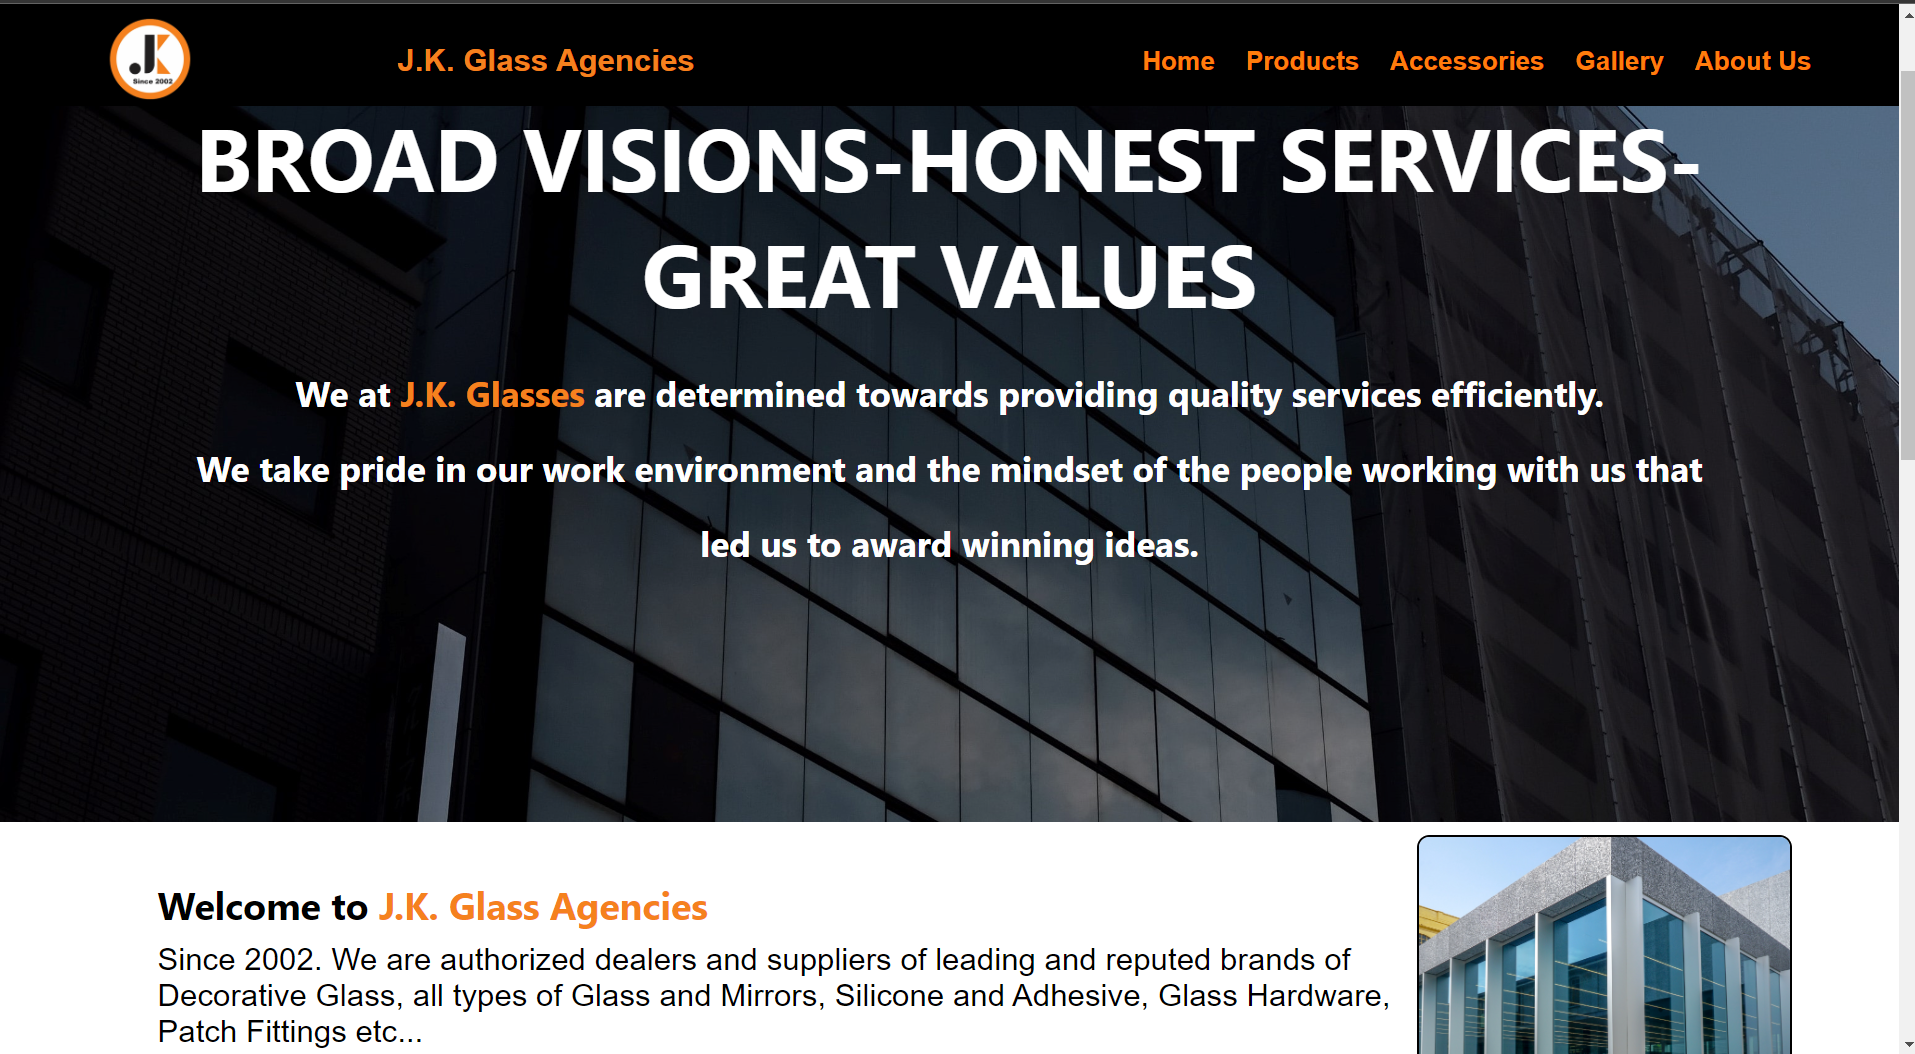 JK
Since 2002
J.K. Glass Agencies
Home Products Accessories Gallery About Us
BROAD VISIONS-HONEST SERVICES-
GREAT VALUES
We at J.K. Glasses are determined towards providing quality services efficiently.
We take pride in our work environment and the mindset of the people working with us that
led us to award winning ideas.
Welcome to J.K. Glass Agencies
Since 2002. We are authorized dealers and suppliers of leading and reputed brands of
Decorative Glass, all types of Glass and Mirrors, Silicone and Adhesive, Glass Hardware,
Patch Fittings etc...